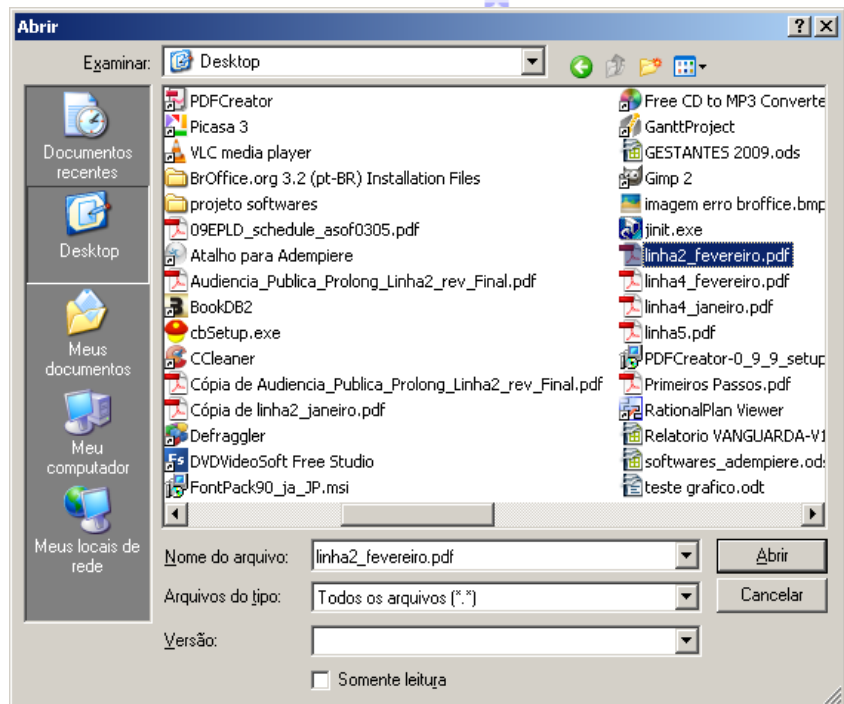 Abrir
Examinar:
Desktop
Documentos
recentes
Desktop
Meus
documentos
Meu
computador
Meus locais de
rede
PDFCreator
Picasa 3
VLC media player
BrOffice.org 3.2 (pt-BR) Installation Files
projeto softwares
09EPLD_schedule_asof0305.pdf
Atalho para Adempiere
Audiencia_Publica_Prolong_Linha2_rev_Final.pdf
BookDB2
cbSetup.exe
CCleaner
Cópia de Audiencia_Publica_Prolong_Linha2_rev_Final.pdf
Cópia de linha2_janeiro.pdf
Defraggler
DVDVideoSoft Free Studio
FontPack90_ja_JP.msi
Free CD to MP3 Converte
GanttProject
GESTANTES 2009.ods
Gimp 2
imagem erro broffice.bmp
jinit.exe
linha2_fevereiro.pdf
linha4_fevereiro.pdf
linha4_janeiro.pdf
linha5.pdf
PDFCreator-0_9_9_setup
Primeiros Passos.pdf
RationalPlan Viewer
Relatorio VANGUARDA-V1
softwares_adempiere.od
teste grafico.odt
Nome do arquivo:
linha2_fevereiro.pdf
Abrir
Arquivos do tipo:
Todos os arquivos (*.*)
Cancelar
Versão:
Somente leitura